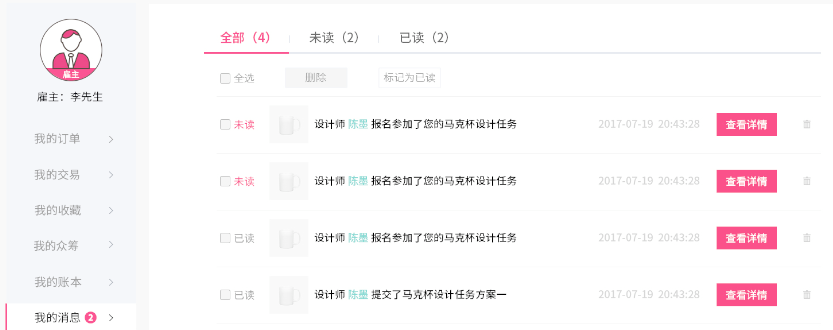 雇主
雇主：李先生
我的订单
我的交易
我的收藏
我的众筹
我的账本
我的消息 2
全部（4） 未读（2） 已读（2）
全选 删除 标记为已读
未读 设计师 陈墨 报名参加了您的马克杯设计任务 2017-07-19 20:43:28 查看详情
未读 设计师 陈墨 报名参加了您的马克杯设计任务 2017-07-19 20:43:28 查看详情
已读 设计师 陈墨 报名参加了您的马克杯设计任务 2017-07-19 20:43:28 查看详情
已读 设计师 陈墨 提交了马克杯设计任务方案一 2017-07-19 20:43:28 查看详情